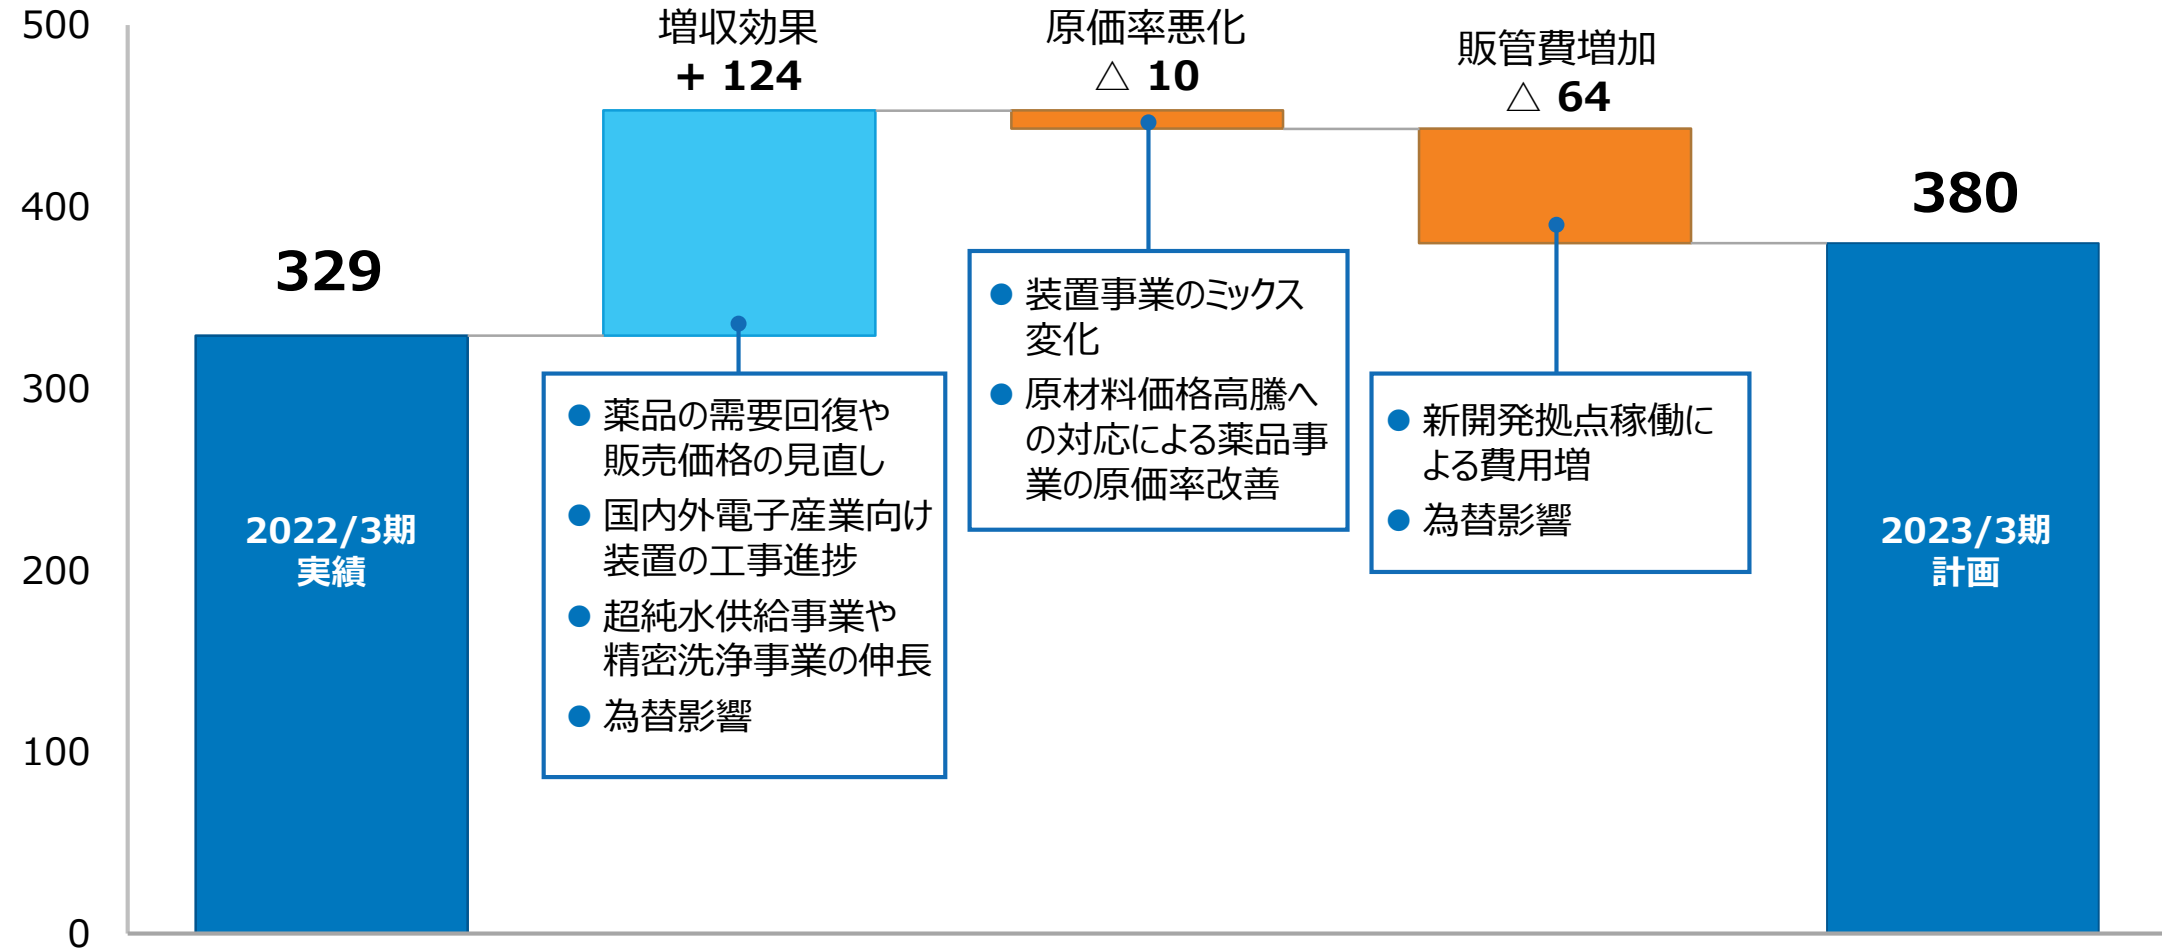 500
400
300
200
100
0
329
2022/3期
実績
増収効果
+ 124
● 薬品の需要回復や
販売価格の見直し
● 国内外電子産業向け
装置の工事進捗
● 超純水供給事業や
精密洗浄事業の伸長
● 為替影響
原価率悪化
△ 10
● 装置事業のミックス
変化
● 原材料価格高騰へ
の対応による薬品事
業の原価率改善
販管費増加
△ 64
● 新開発拠点稼働に
よる費用増
● 為替影響
380
2023/3期
計画